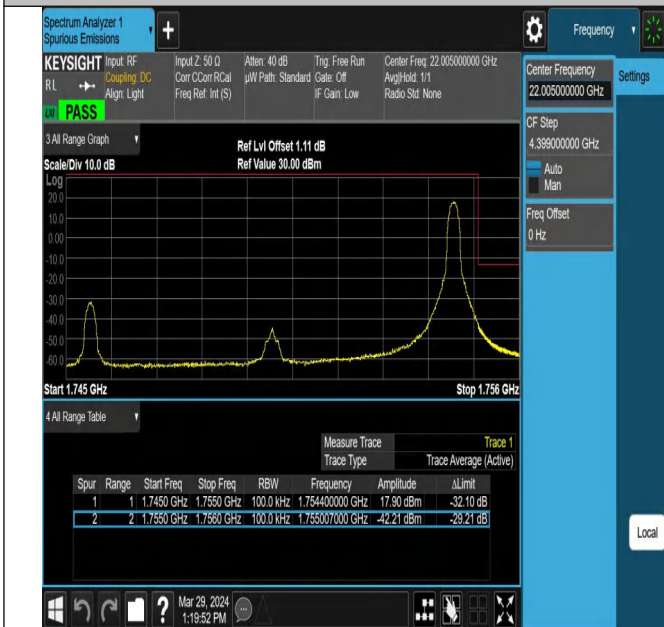 Spectrum Analyzer 1
Spurious Emissions
Frequency
KEYSIGHT
Input: RF
Coupling: DC
Align: Light
Input Z: 50 Ω
Corr CCorr RCal
Freq Ref: Int (S)
Atten: 40 dB
µW Path: Standard
Trig: Free Run
Gate: Off
IF Gain: Low
Center Freq: 22.005000000 GHz
Avg|Hold: 1/1
Radio Std: None
RL
PASS
Center Frequency
22.005000000 GHz
Settings
CF Step
4.399000000 GHz
Auto
Man
Freq Offset
0 Hz
3 All Range Graph
Ref Lvl Offset 1.11 dB
Scale/Div 10.0 dB
Ref Value 30.00 dBm
Log
20.0
10.0
0.00
-10.0
-20.0
-30.0
-40.0
-50.0
-60.0
Start 1.745 GHz
Stop 1.756 GHz
4 All Range Table
Measure Trace Trace 1
Trace Type Trace Average (Active)
Spur Range Start Freq Stop Freq RBW Frequency Amplitude ΔLimit
1 1 1.7450 GHz 1.7550 GHz 100.0 kHz 1.754400000 GHz 17.90 dBm -32.10 dB
2 2 1.7550 GHz 1.7560 GHz 100.0 kHz 1.755007000 GHz -42.21 dBm -29.21 dB
Local
?
Mar 29, 2024
1:19:52 PM